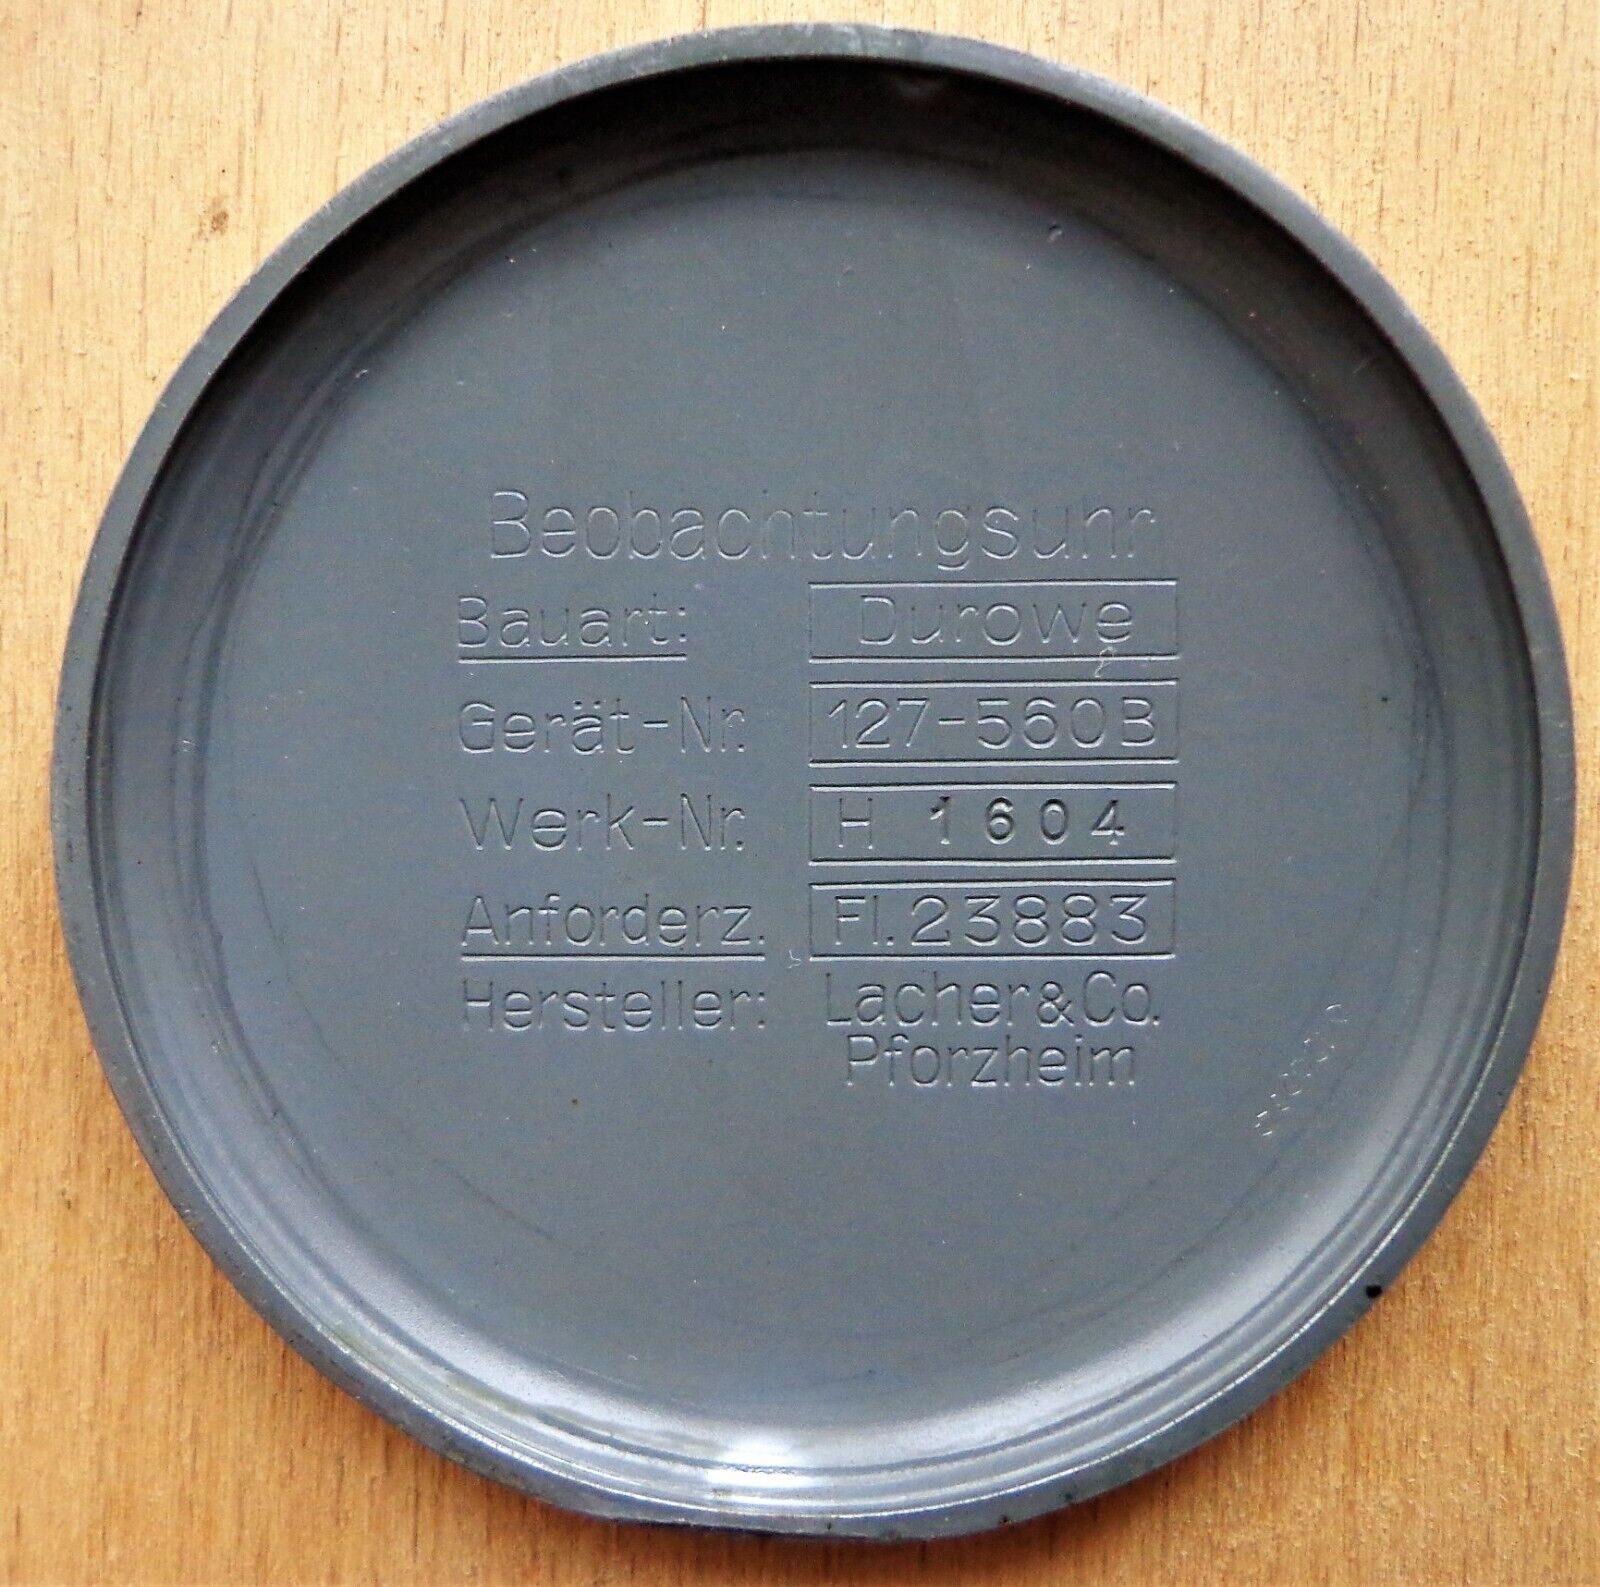 Beobachtungsuhr
Bauart: Durowe
Gerät-Nr. 127-560B
Werk-Nr. H 1604
Anforderz. Fl.23883
Hersteller: Lacher&Co.
Pforzheim